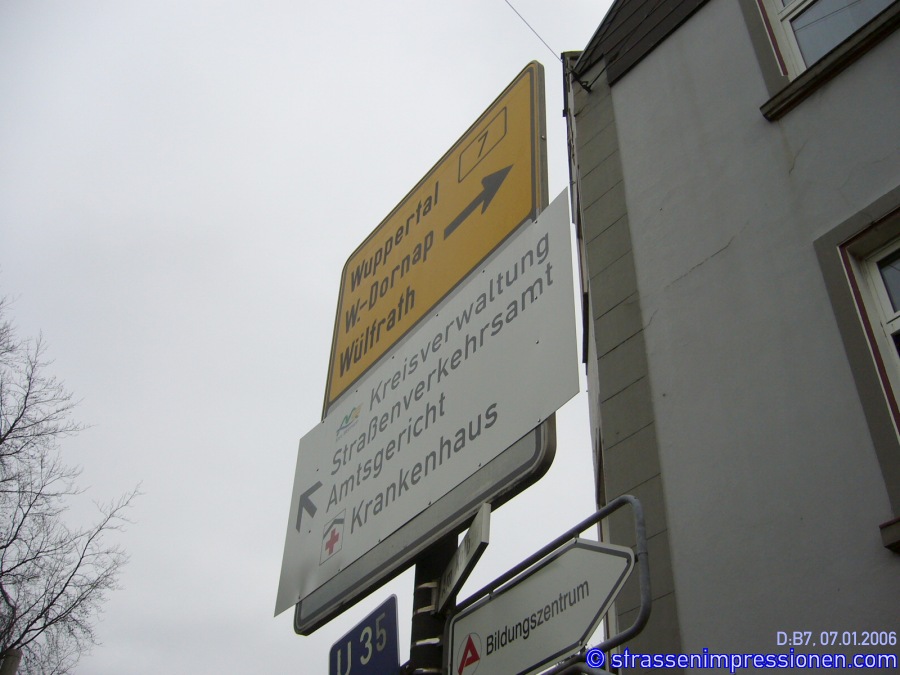 7
Wuppertal
W.-Dornap
Wülfrath
Kreisverwaltung
Straßenverkehrsamt
Amtsgericht
Krankenhaus
Bildungszentrum
U 35
D:B7, 07.01.2006
© strassenimpressionen.com